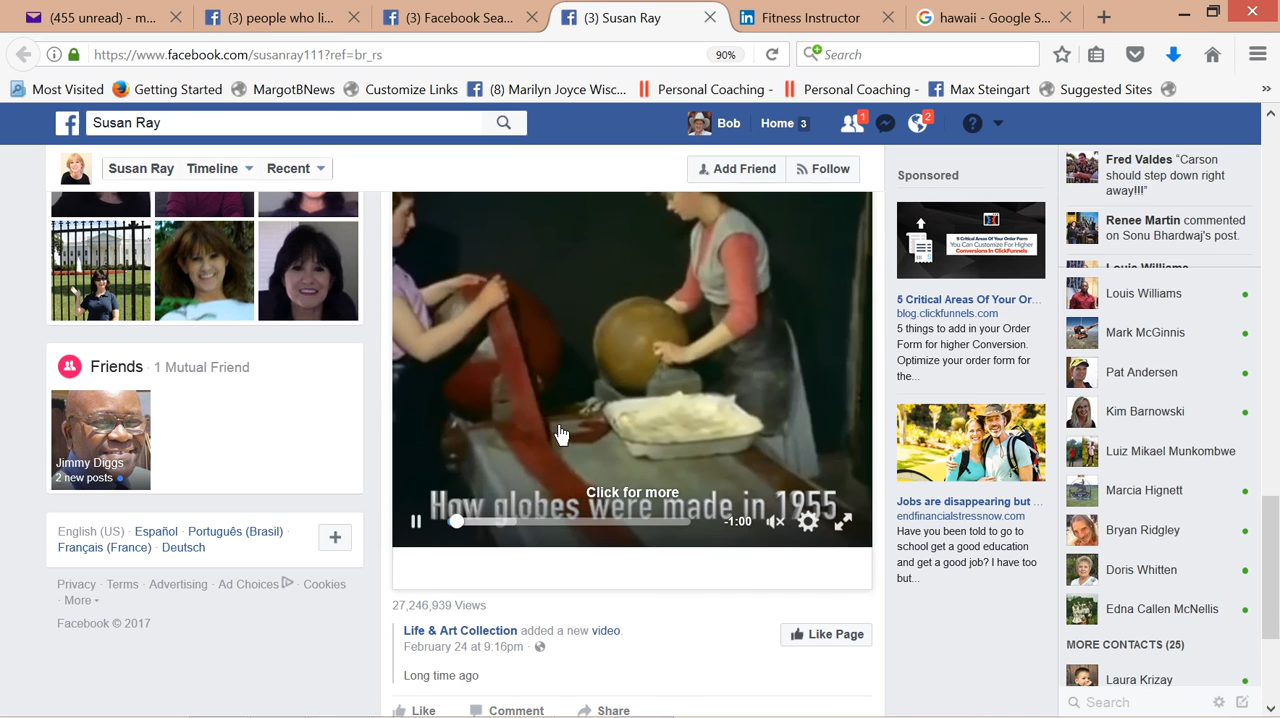 (455 unread) - m...
(3) people who li...
(3) Facebook Sea...
(3) Susan Ray
Fitness Instructor
hawaii - Google S...
https://www.facebook.com/susanray111?ref=br_rs
90%
Search
Most Visited
Getting Started
MargotBNews
Customize Links
(8) Marilyn Joyce Wisc...
Personal Coaching -
Personal Coaching -
Max Steingart
Suggested Sites
Susan Ray
Bob
Home 3
1
2
Susan Ray
Timeline
Recent
Add Friend
Follow
Friends · 1 Mutual Friend
Jimmy Diggs
2 new posts
English (US) · Español · Português (Brasil) ·
Français (France) · Deutsch
Privacy · Terms · Advertising · Ad Choices · Cookies
· More
Facebook © 2017
Click for more
How globes were made in 1955
-1:00
27,246,939 Views
Life & Art Collection added a new video.
February 24 at 9:16pm ·
Like Page
Long time ago
Like
Comment
Share
Sponsored
5 Critical Areas Of Your Order Form
You Can Customize For Higher
Conversions In ClickFunnels
5 Critical Areas Of Your Or...
blog.clickfunnels.com
5 things to add in your Order
Form for higher Conversion.
Optimize your order form for
the...
Jobs are disappearing but ...
endfinancialstressnow.com
Have you been told to go to
school get a good education
and get a good job? I have too
but...
Fred Valdes "Carson
should step down right
away!!!"
Renee Martin commented
on Sonu Bhardwaj's post.
Louis Williams
Louis Williams
Mark McGinnis
Pat Andersen
Kim Barnowski
Luiz Mikael Munkombwe
Marcia Hignett
Bryan Ridgley
Doris Whitten
Edna Callen McNellis
MORE CONTACTS (25)
Laura Krizay
Search